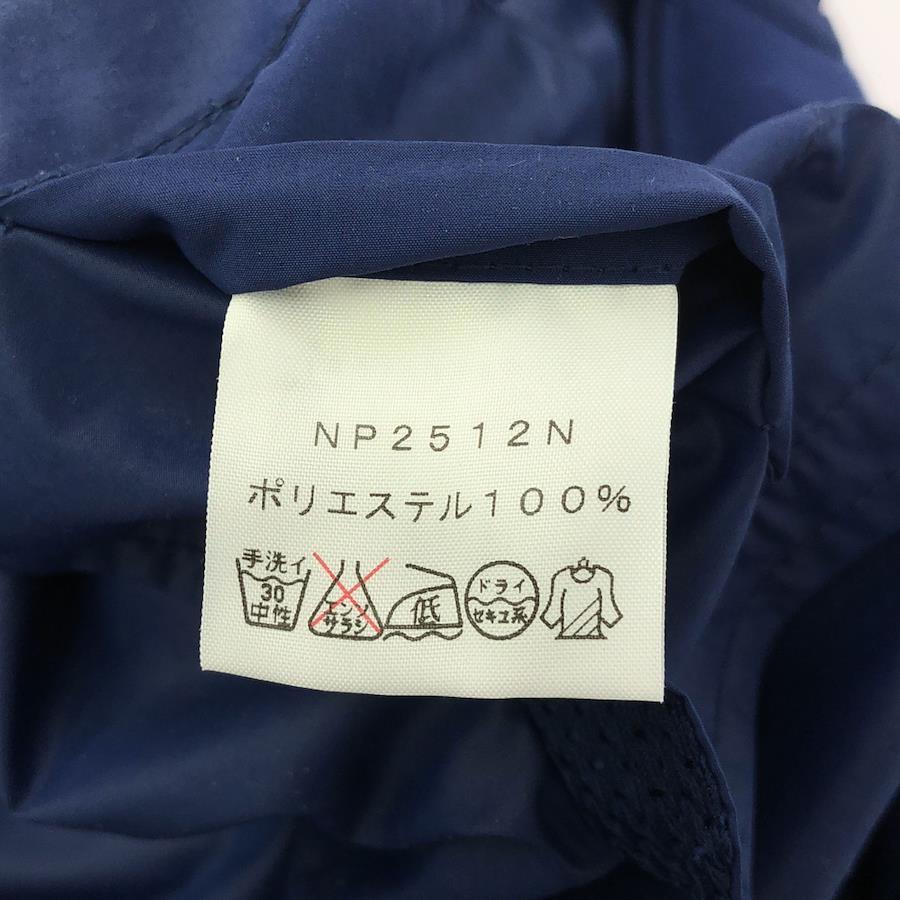 NP2512N
ポリエステル100%
手洗イ
30
中性
エンソ
サラシ
低
ドライ
セキユ系